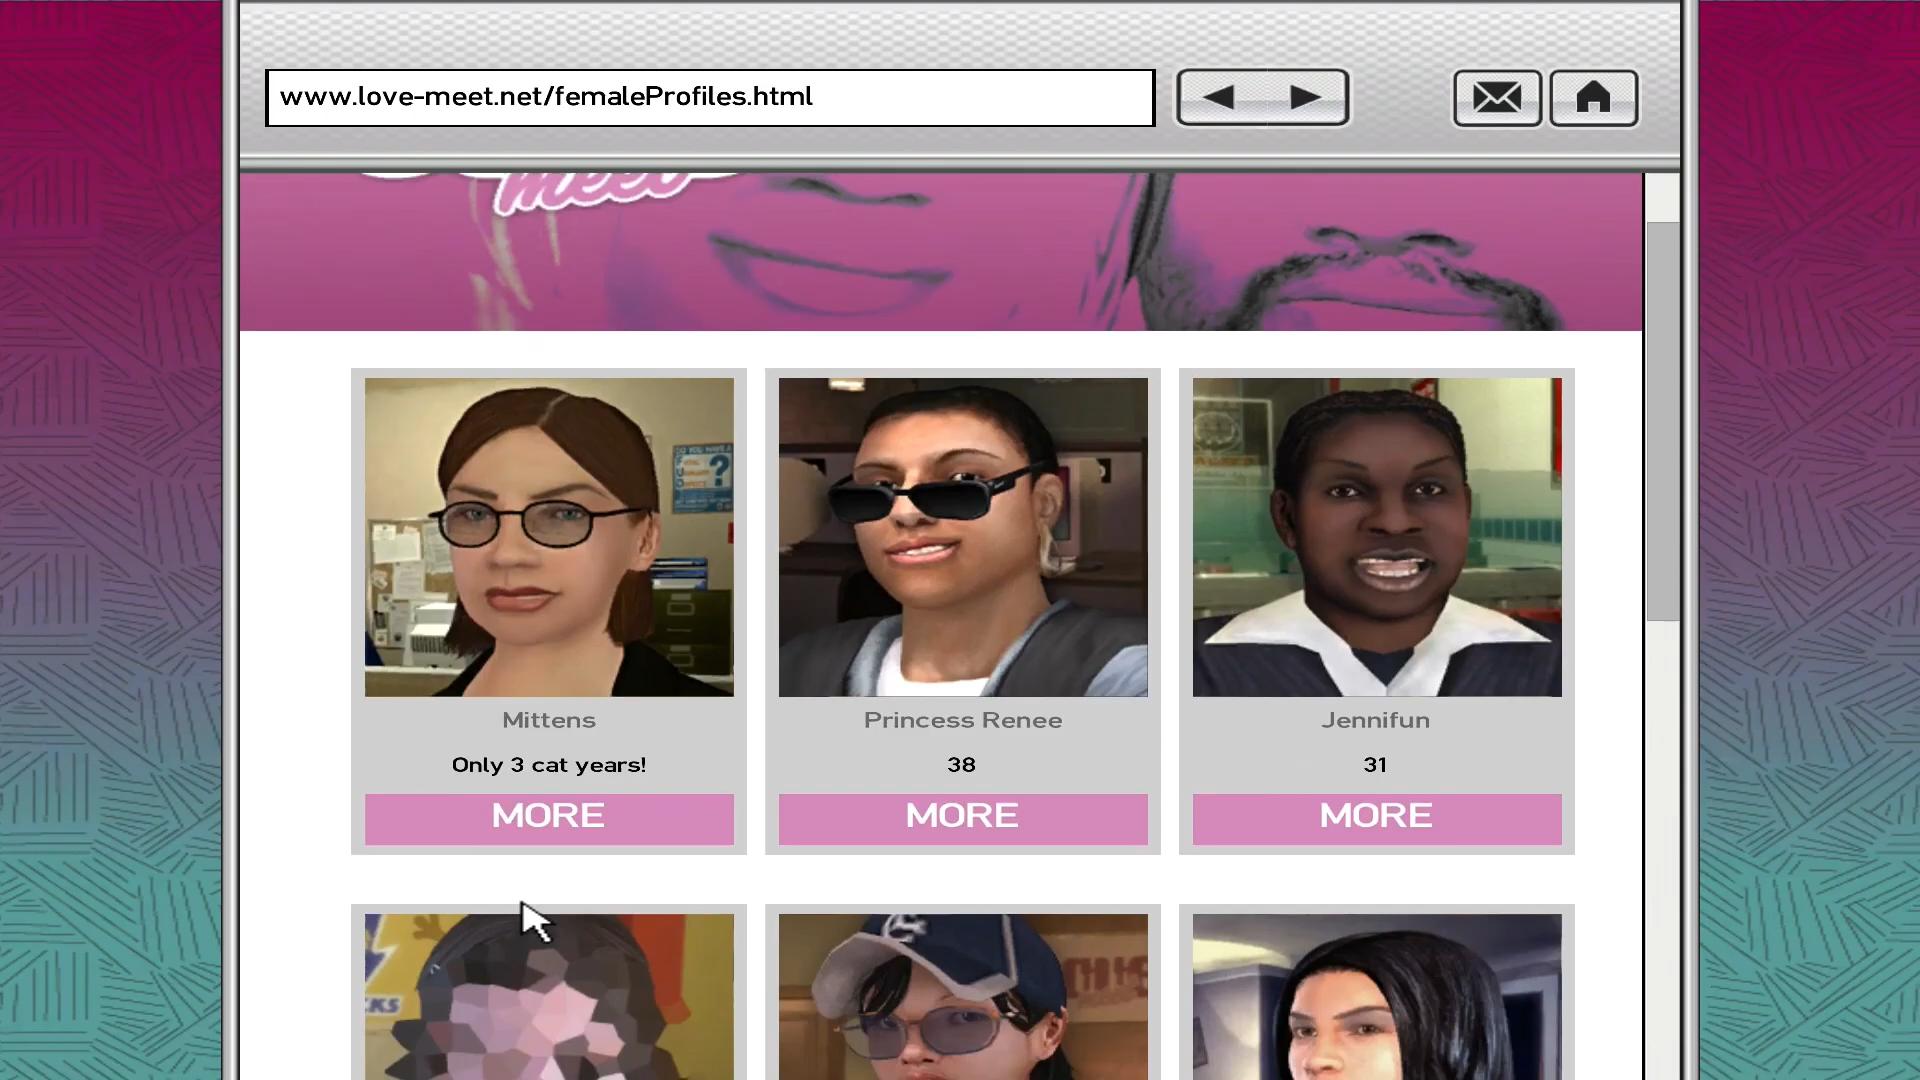 www.love-meet.net/femaleProfiles.html
meet
Mittens
Princess Renee
Jennifun
Only 3 cat years!
38
31
MORE
MORE
MORE